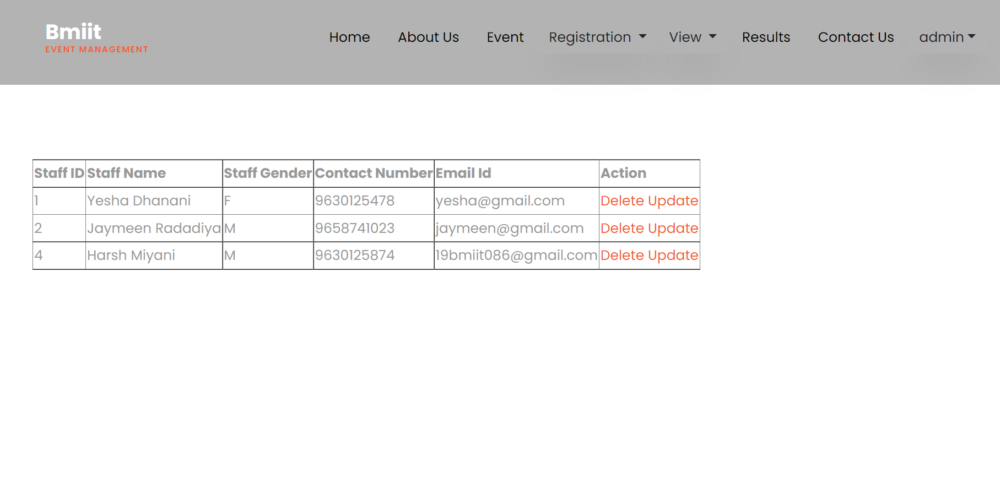 Bmiit
EVENT MANAGEMENT
Home About Us Event Registration View Results Contact Us admin
Staff ID Staff Name Staff Gender Contact Number Email Id Action
1 Yesha Dhanani F 9630125478 yesha@gmail.com Delete Update
2 Jaymeen Radadiya M 9658741023 jaymeen@gmail.com Delete Update
4 Harsh Miyani M 9630125874 19bmiit086@gmail.com Delete Update